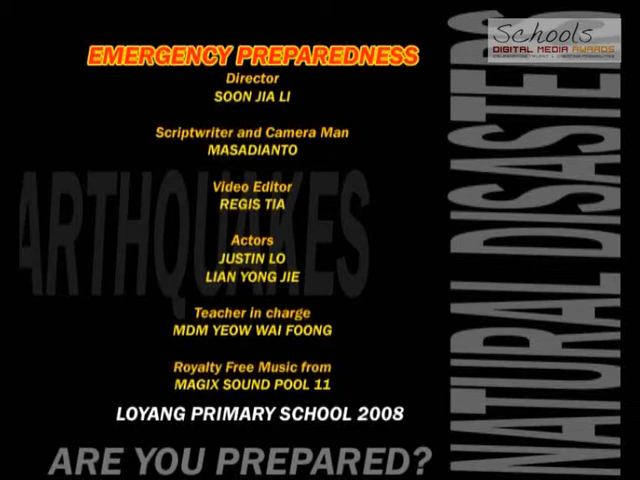 Schools
DIGITAL MEDIA AWARDS
EMERGENCY PREPAREDNESS
Director
SOON JIA LI
Scriptwriter and Camera Man
MASADIANTO
Video Editor
REGIS TIA
Actors
JUSTIN LO
LIAN YONG JIE
Teacher in charge
MDM YEOW WAI FOONG
Royalty Free Music from
MAGIX SOUND POOL 11
LOYANG PRIMARY SCHOOL 2008
ARE YOU PREPARED?
ARTHQUAKES
NATURAL DISASTERS